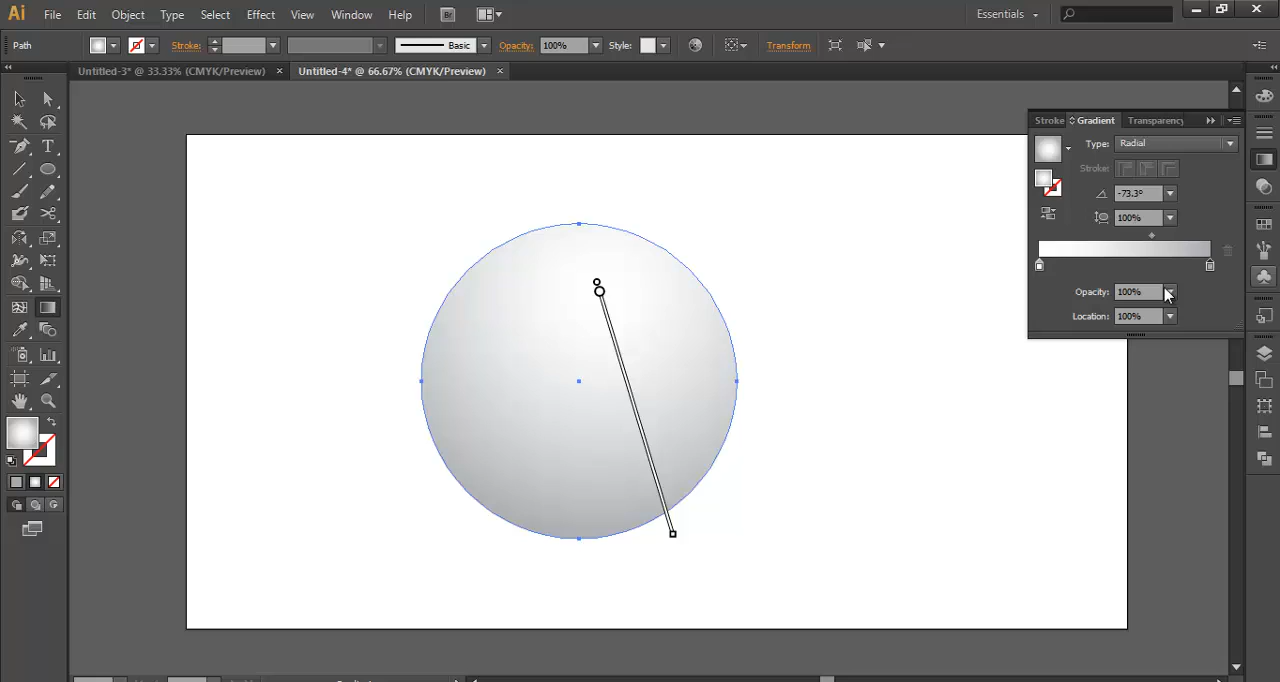 Ai File Edit Object Type Select Effect View Window Help Br Essentials
Path Stroke: Basic Opacity: 100% Style: Transform
Untitled-3* @ 33.33% (CMYK/Preview) × Untitled-4* @ 66.67% (CMYK/Preview) ×
Stroke Gradient Transparency
Type: Radial
Stroke:
-73.3°
100%
Opacity: 100%
Location: 100%